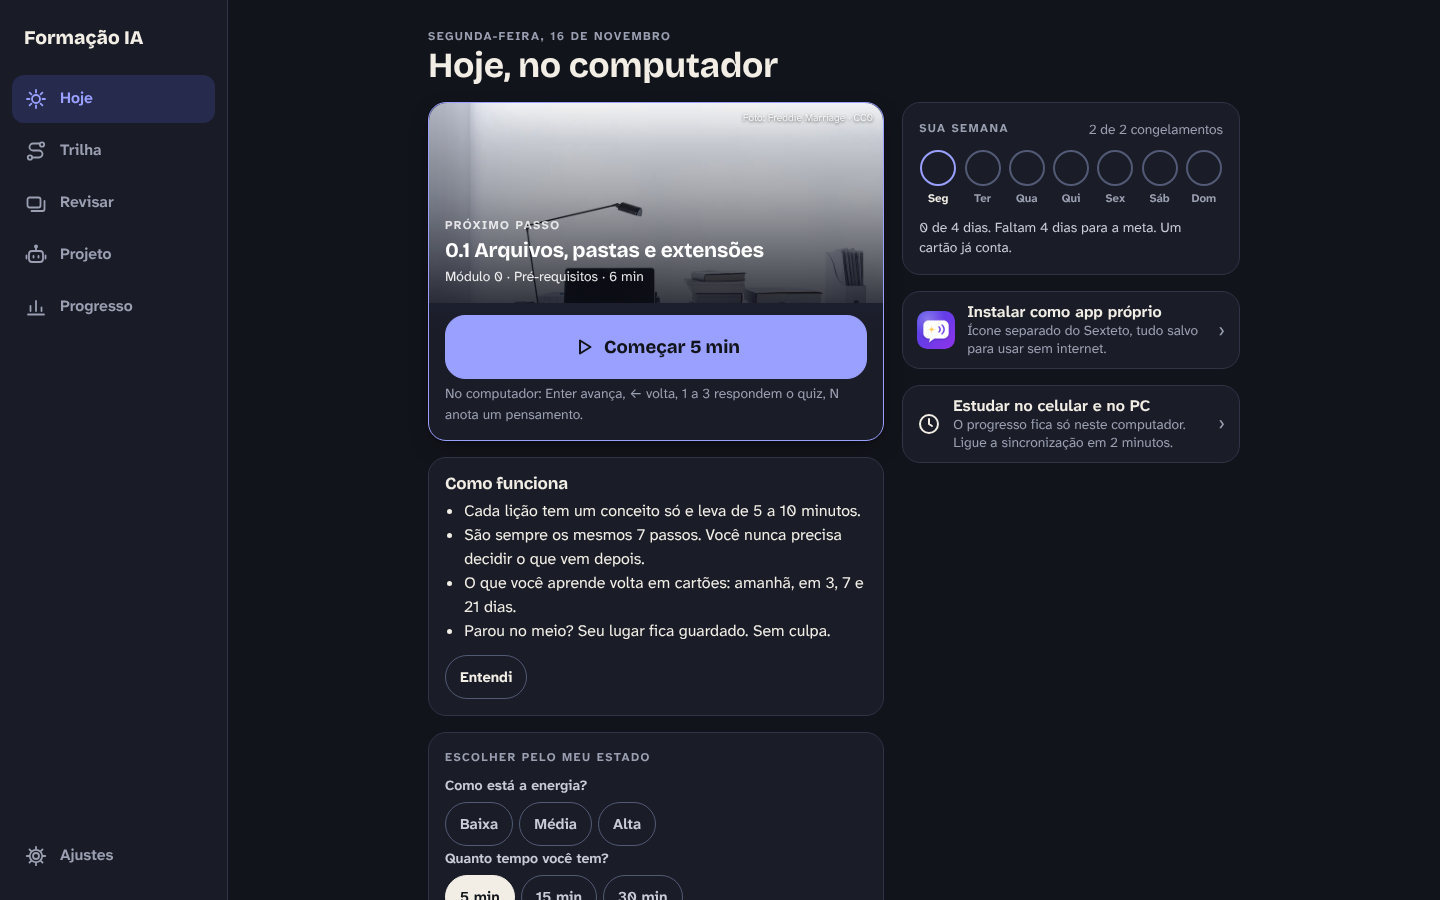 Formação IA
Hoje
Trilha
Revisar
Projeto
Progresso
Ajustes
SEGUNDA-FEIRA, 16 DE NOVEMBRO
Hoje, no computador
Foto: Freddie Marriage · CC0
PRÓXIMO PASSO
0.1 Arquivos, pastas e extensões
Módulo 0 · Pré-requisitos · 6 min
Começar 5 min
No computador: Enter avança, ← volta, 1 a 3 respondem o quiz, N
anota um pensamento.
Como funciona
• Cada lição tem um conceito só e leva de 5 a 10 minutos.
• São sempre os mesmos 7 passos. Você nunca precisa
decidir o que vem depois.
• O que você aprende volta em cartões: amanhã, em 3, 7 e
21 dias.
• Parou no meio? Seu lugar fica guardado. Sem culpa.
Entendi
ESCOLHER PELO MEU ESTADO
Como está a energia?
Baixa Média Alta
Quanto tempo você tem?
5 min 15 min 30 min
SUA SEMANA 2 de 2 congelamentos
Seg Ter Qua Qui Sex Sáb Dom
0 de 4 dias. Faltam 4 dias para a meta. Um
cartão já conta.
Instalar como app próprio
Ícone separado do Sexteto, tudo salvo
para usar sem internet.
Estudar no celular e no PC
O progresso fica só neste computador.
Ligue a sincronização em 2 minutos.